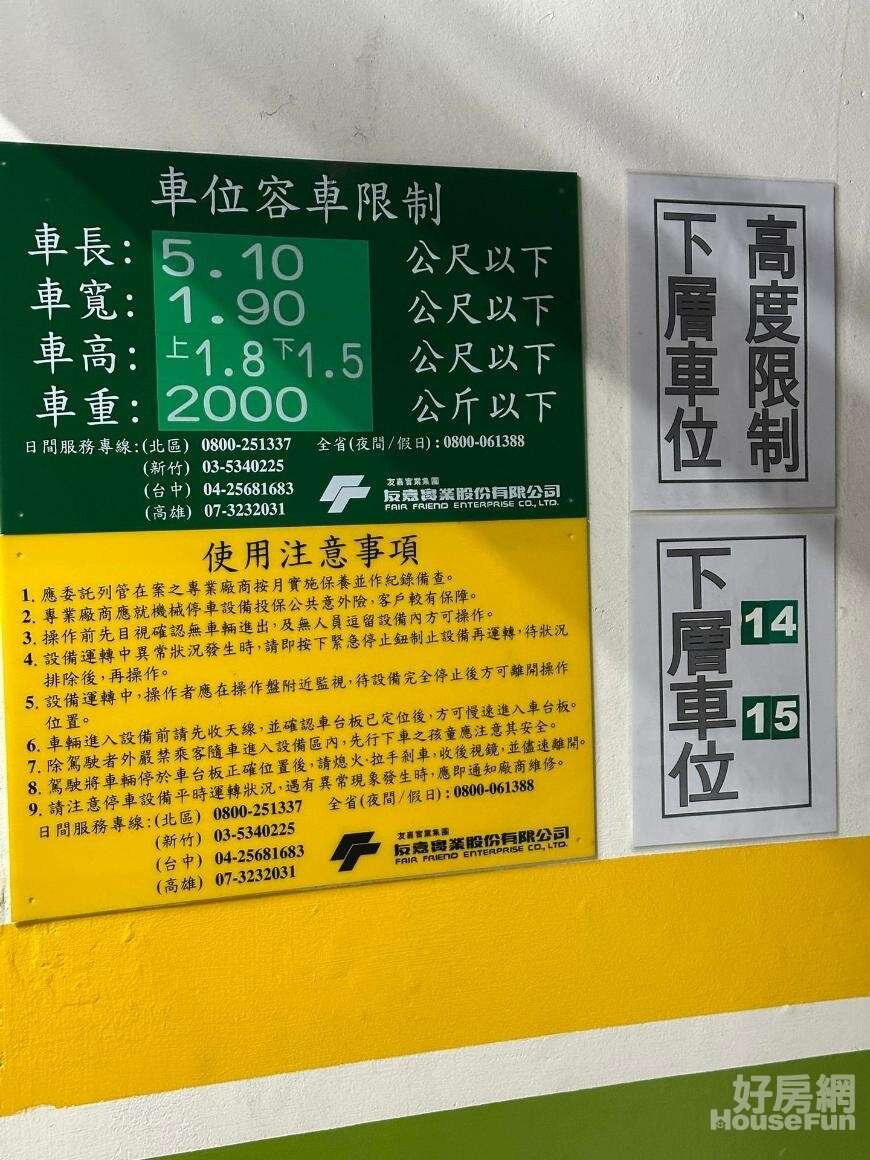 車位容車限制
車長: 5.10 公尺以下
車寬: 1.90 公尺以下
車高: 上1.8下1.5 公尺以下
車重: 2000 公斤以下
日間服務專線:(北區) 0800-251337 全省(夜間/假日):0800-061388
(新竹) 03-5340225
(台中) 04-25681683
(高雄) 07-3232031
友嘉實業集團
友嘉實業股份有限公司
FAIR FRIEND ENTERPRISE CO., LTD.
使用注意事項
1. 應委託列管在案之專業廠商按月實施保養並作紀錄備查。
2. 專業廠商應就機械停車設備投保公共意外險,客戶較有保障。
3. 操作前先目視確認無車輛進出,及無人員逗留設備內方可操作。
4. 設備運轉中異常狀況發生時,請即按下緊急停止鈕制止設備再運轉,待狀況
排除後,再操作。
5. 設備運轉中,操作者應在操作盤附近監視,待設備完全停止後方可離開操作
位置。
6. 車輛進入設備前請先收天線,並確認車台板已定位後,方可慢速進入車台板。
7. 除駕駛者外嚴禁乘客隨車進入設備區內,先行下車之孩童應注意其安全。
8. 駕駛將車輛停於車台板正確位置後,請熄火,拉手剎車,收後視鏡,並儘速離開。
9. 請注意停車設備平時運轉狀況,遇有異常現象發生時,應即通知廠商維修。
日間服務專線:(北區) 0800-251337 全省(夜間/假日):0800-061388
(新竹) 03-5340225
(台中) 04-25681683
(高雄) 07-3232031
友嘉實業集團
友嘉實業股份有限公司
FAIR FRIEND ENTERPRISE CO., LTD.
高度限制
下層車位
14
15
下層車位
好房網
HouseFun